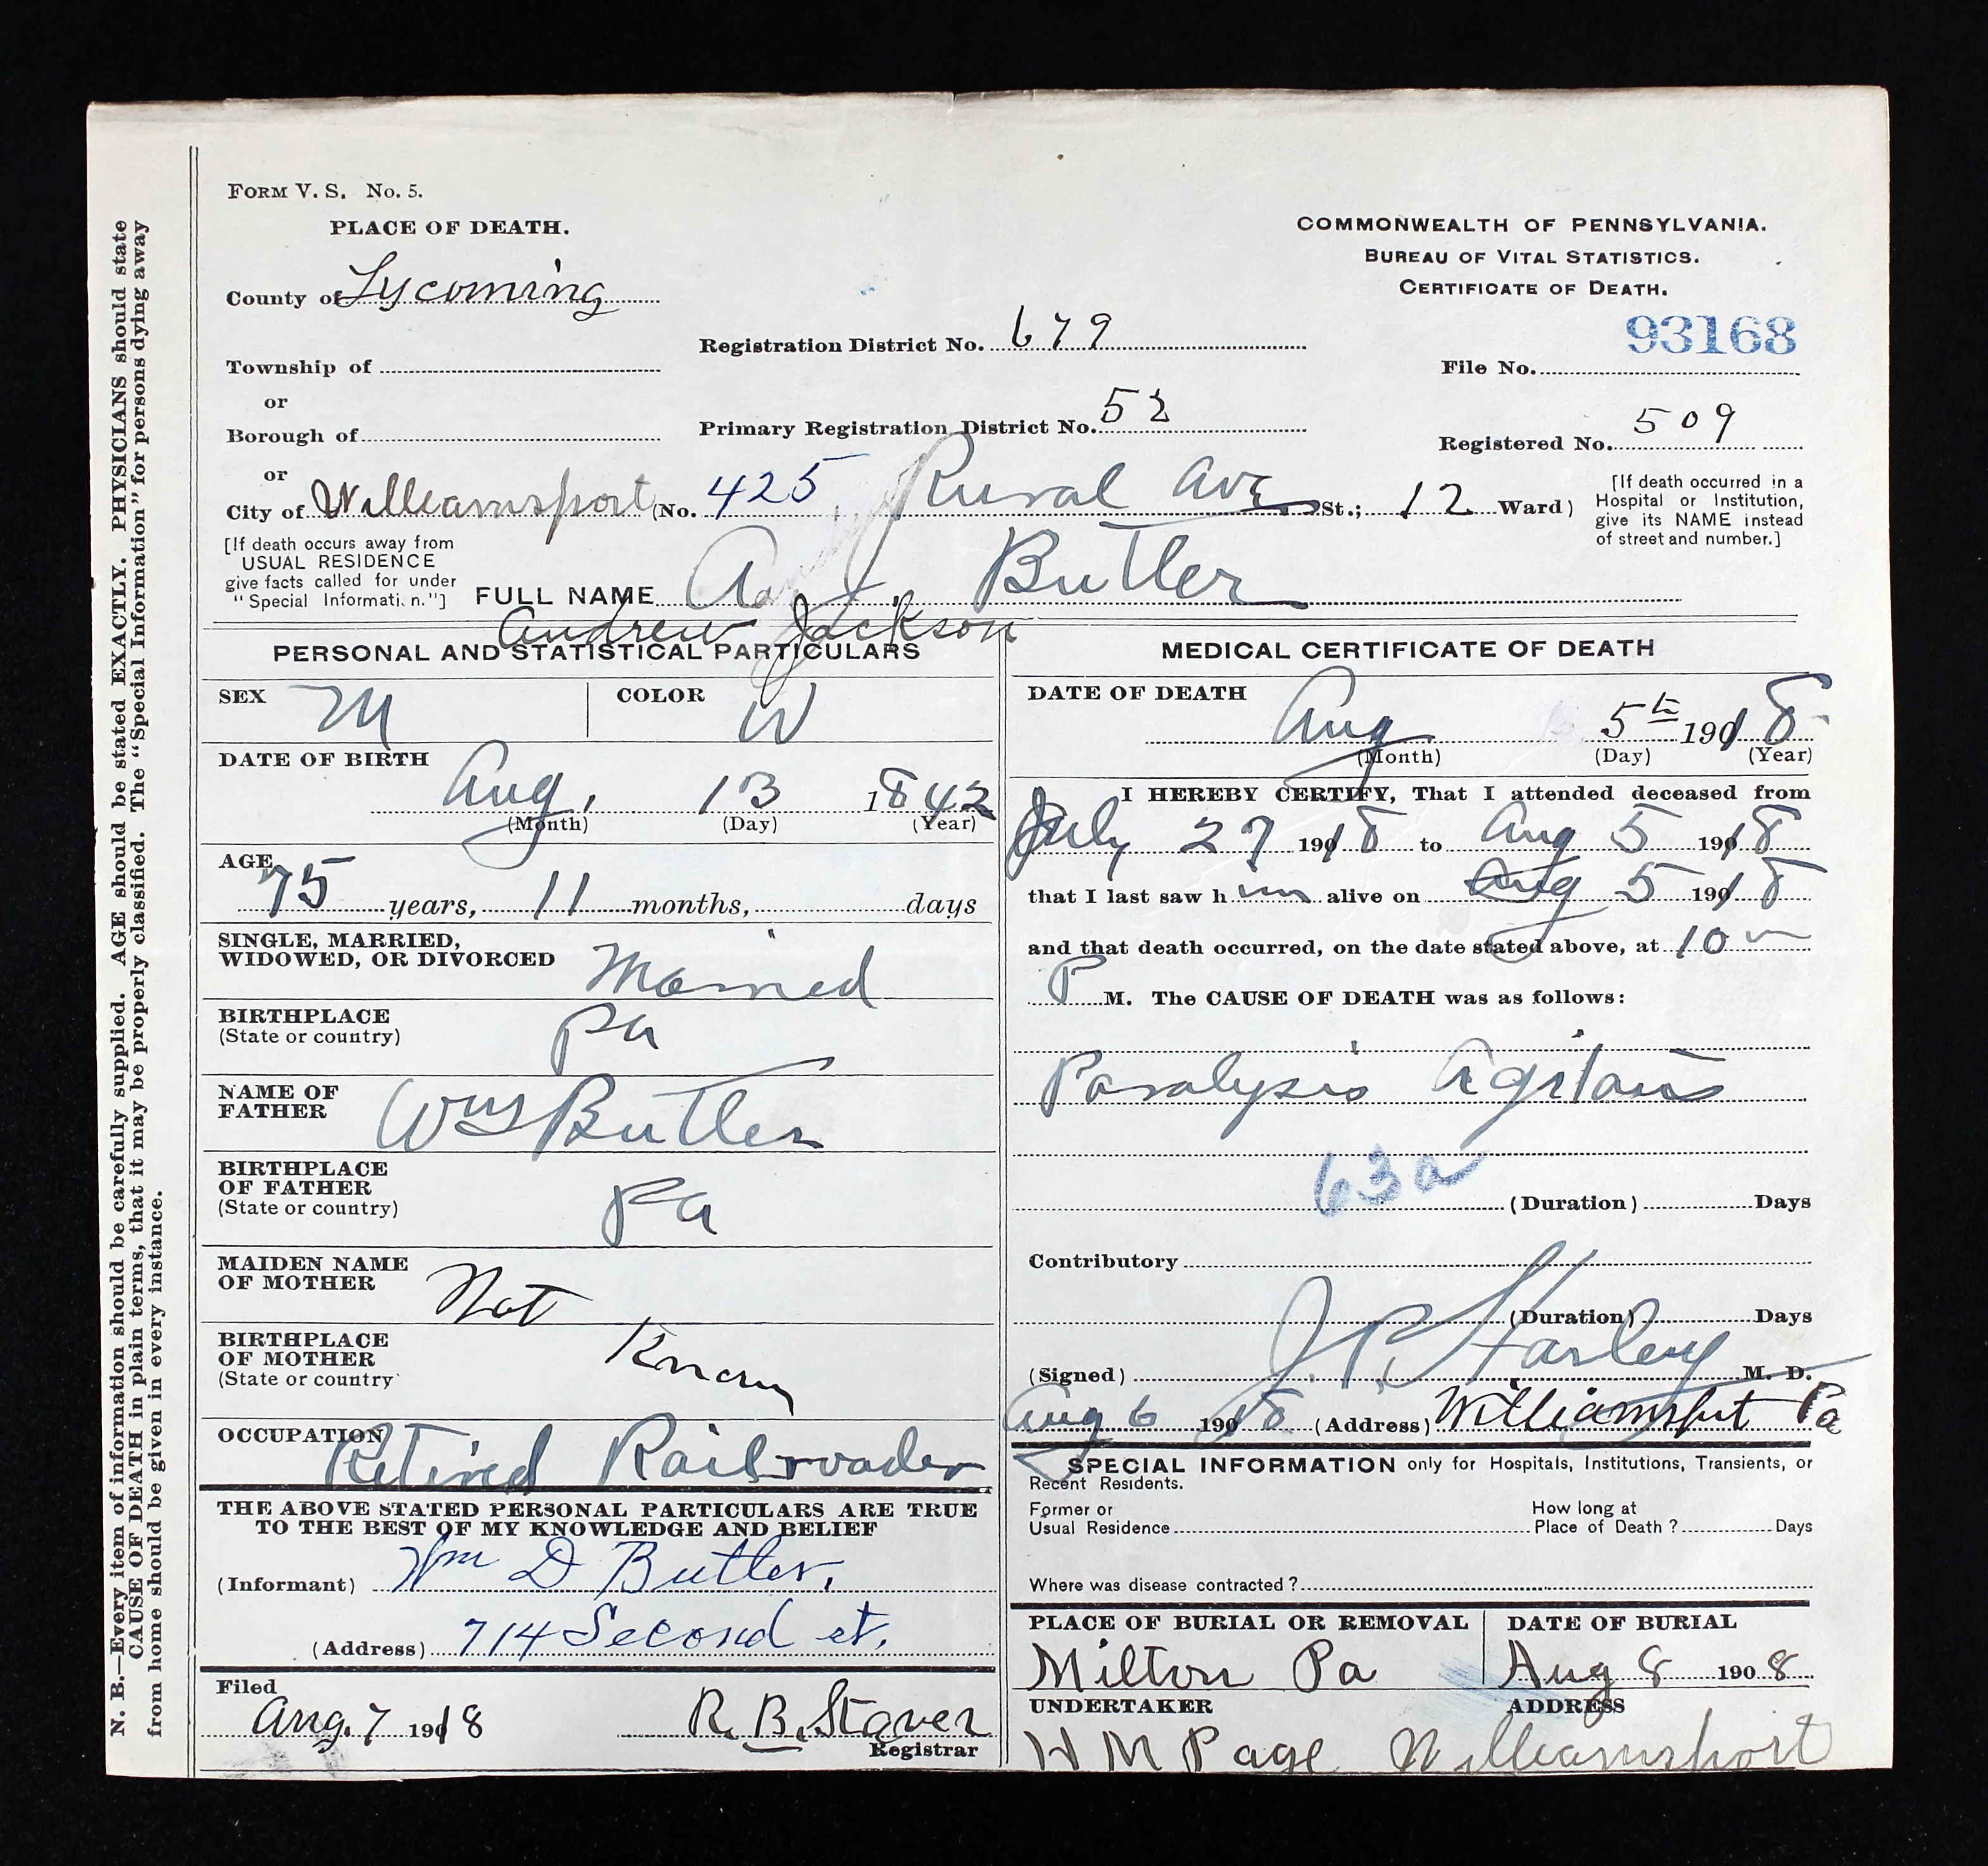 FORM V. S. No. 5.
PLACE OF DEATH.
County of Lycoming
Township of
or
Borough of
or
City of Williamsport (No. 425 Rural Ave St.; 12 Ward)
[If death occurs away from
USUAL RESIDENCE
give facts called for under
"Special Informati n."]
Registration District No. 679
Primary Registration District No. 52
COMMONWEALTH OF PENNSYLVANIA.
BUREAU OF VITAL STATISTICS.
CERTIFICATE OF DEATH.
93168
File No.
Registered No. 509
[If death occurred in a
Hospital or Institution,
give its NAME instead
of street and number.]
FULL NAME A. J. Butler
Andrew Jackson
PERSONAL AND STATISTICAL PARTICULARS
SEX M
COLOR W
DATE OF BIRTH
Aug. 13 1842
(Month) (Day) (Year)
AGE
75 years, 11 months, days
SINGLE, MARRIED,
WIDOWED, OR DIVORCED Married
BIRTHPLACE
(State or country) Pa
NAME OF
FATHER Wm Butler
BIRTHPLACE
OF FATHER
(State or country) Pa
MAIDEN NAME
OF MOTHER Not
BIRTHPLACE
OF MOTHER
(State or country Known
OCCUPATION Retired Railroader
THE ABOVE STATED PERSONAL PARTICULARS ARE TRUE
TO THE BEST OF MY KNOWLEDGE AND BELIEF
(Informant) Wm D Butler.
(Address) 714 Second st.
Filed
Aug. 7 1918 R. B. Staver
Registrar
MEDICAL CERTIFICATE OF DEATH
DATE OF DEATH
Aug 5th 1918
(Month) (Day) (Year)
I HEREBY CERTIFY, That I attended deceased from
July 27 1918 to Aug 5 1918
that I last saw h im alive on Aug 5 1918
and that death occurred, on the date stated above, at 10
P M. The CAUSE OF DEATH was as follows:
Paralysis Agitans
63a
(Duration) Days
Contributory
(Duration) Days
(Signed) J. P. Harley M. D.
Aug 6 1918 (Address) Williamsport Pa
SPECIAL INFORMATION only for Hospitals, Institutions, Transients, or
Recent Residents.
Former or
Usual Residence
How long at
Place of Death ? Days
Where was disease contracted ?
PLACE OF BURIAL OR REMOVAL
Milton Pa
DATE OF BURIAL
Aug 8 1908
UNDERTAKER
W M Page
ADDRESS
Williamsport
N. B.—Every item of information should be carefully supplied. AGE should be stated EXACTLY. PHYSICIANS should state
CAUSE OF DEATH in plain terms, that it may be properly classified. The "Special Information" for persons dying away
from home should be given in every instance.